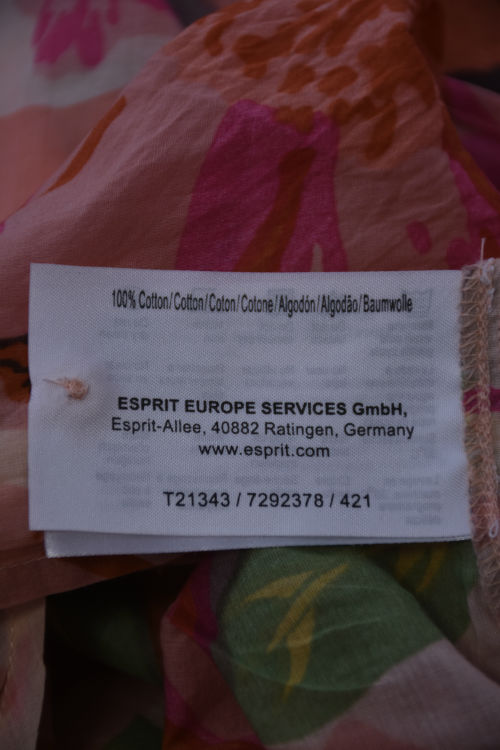 100% Cotton/Cotton/Coton/Cotone/Algodón/Algodão/Baumwolle
ESPRIT EUROPE SERVICES GmbH,
Esprit-Allee, 40882 Ratingen, Germany
www.esprit.com
T21343 / 7292378 / 421